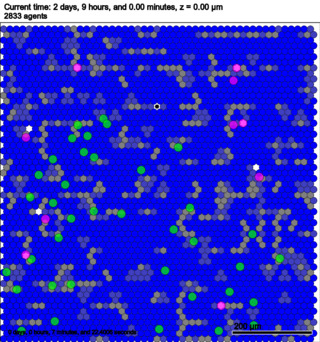 Current time: 2 days, 9 hours, and 0.00 minutes, z = 0.00 μm
2833 agents
200 μm